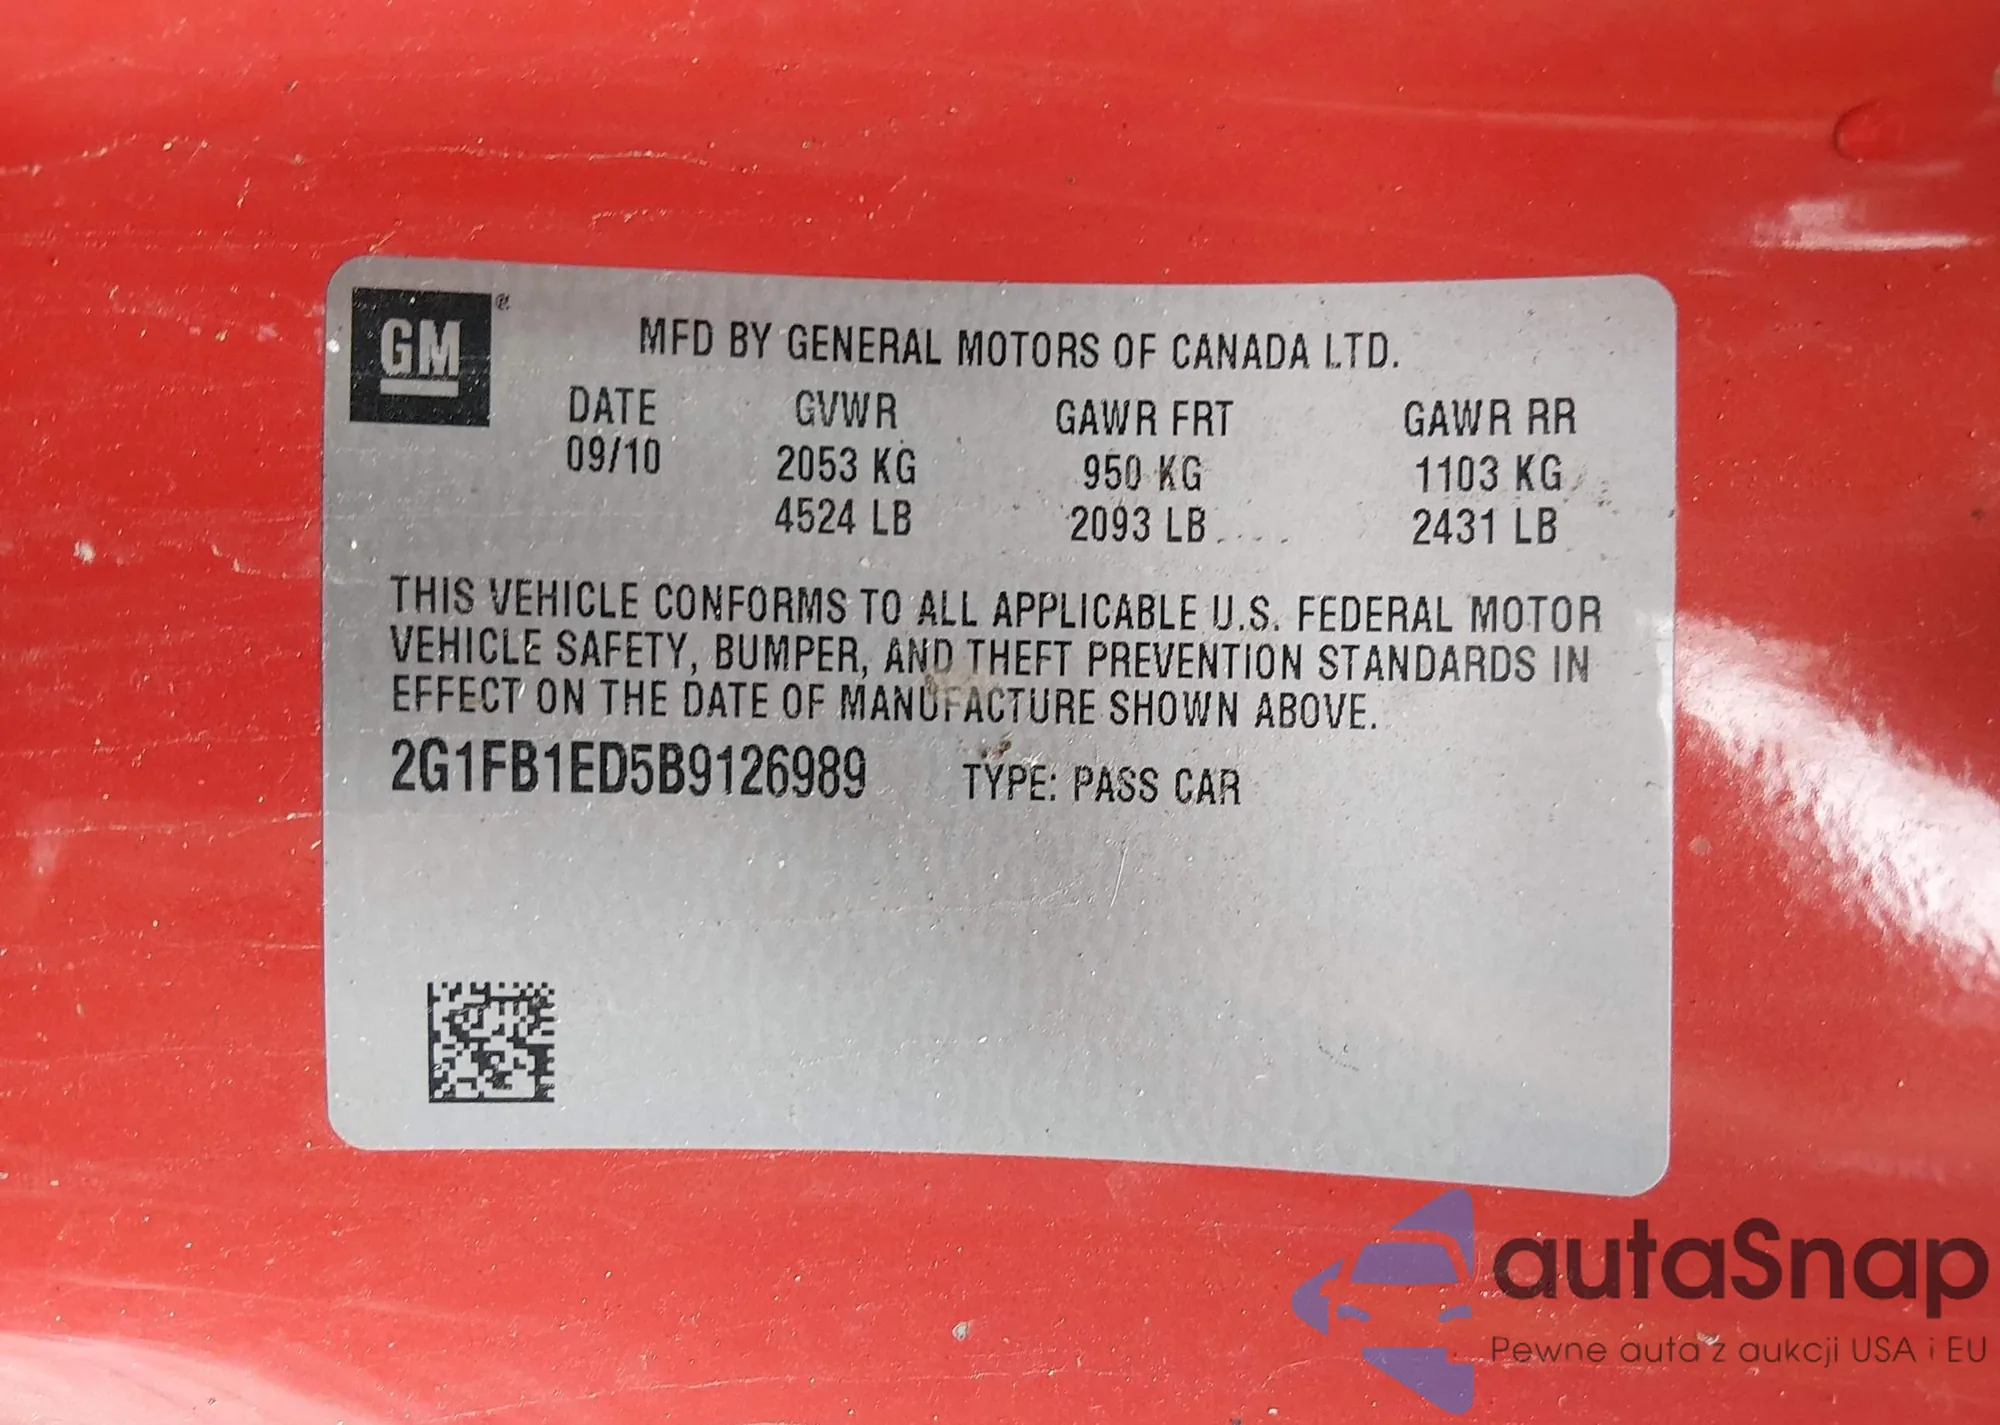 GM®
MFD BY GENERAL MOTORS OF CANADA LTD.
DATE GVWR GAWR FRT GAWR RR
09/10 2053 KG 950 KG 1103 KG
4524 LB 2093 LB 2431 LB
THIS VEHICLE CONFORMS TO ALL APPLICABLE U.S. FEDERAL MOTOR
VEHICLE SAFETY, BUMPER, AND THEFT PREVENTION STANDARDS IN
EFFECT ON THE DATE OF MANUFACTURE SHOWN ABOVE.
2G1FB1ED5B9126989 TYPE: PASS CAR
autaSnap
Pewne auta z aukcji USA i EU